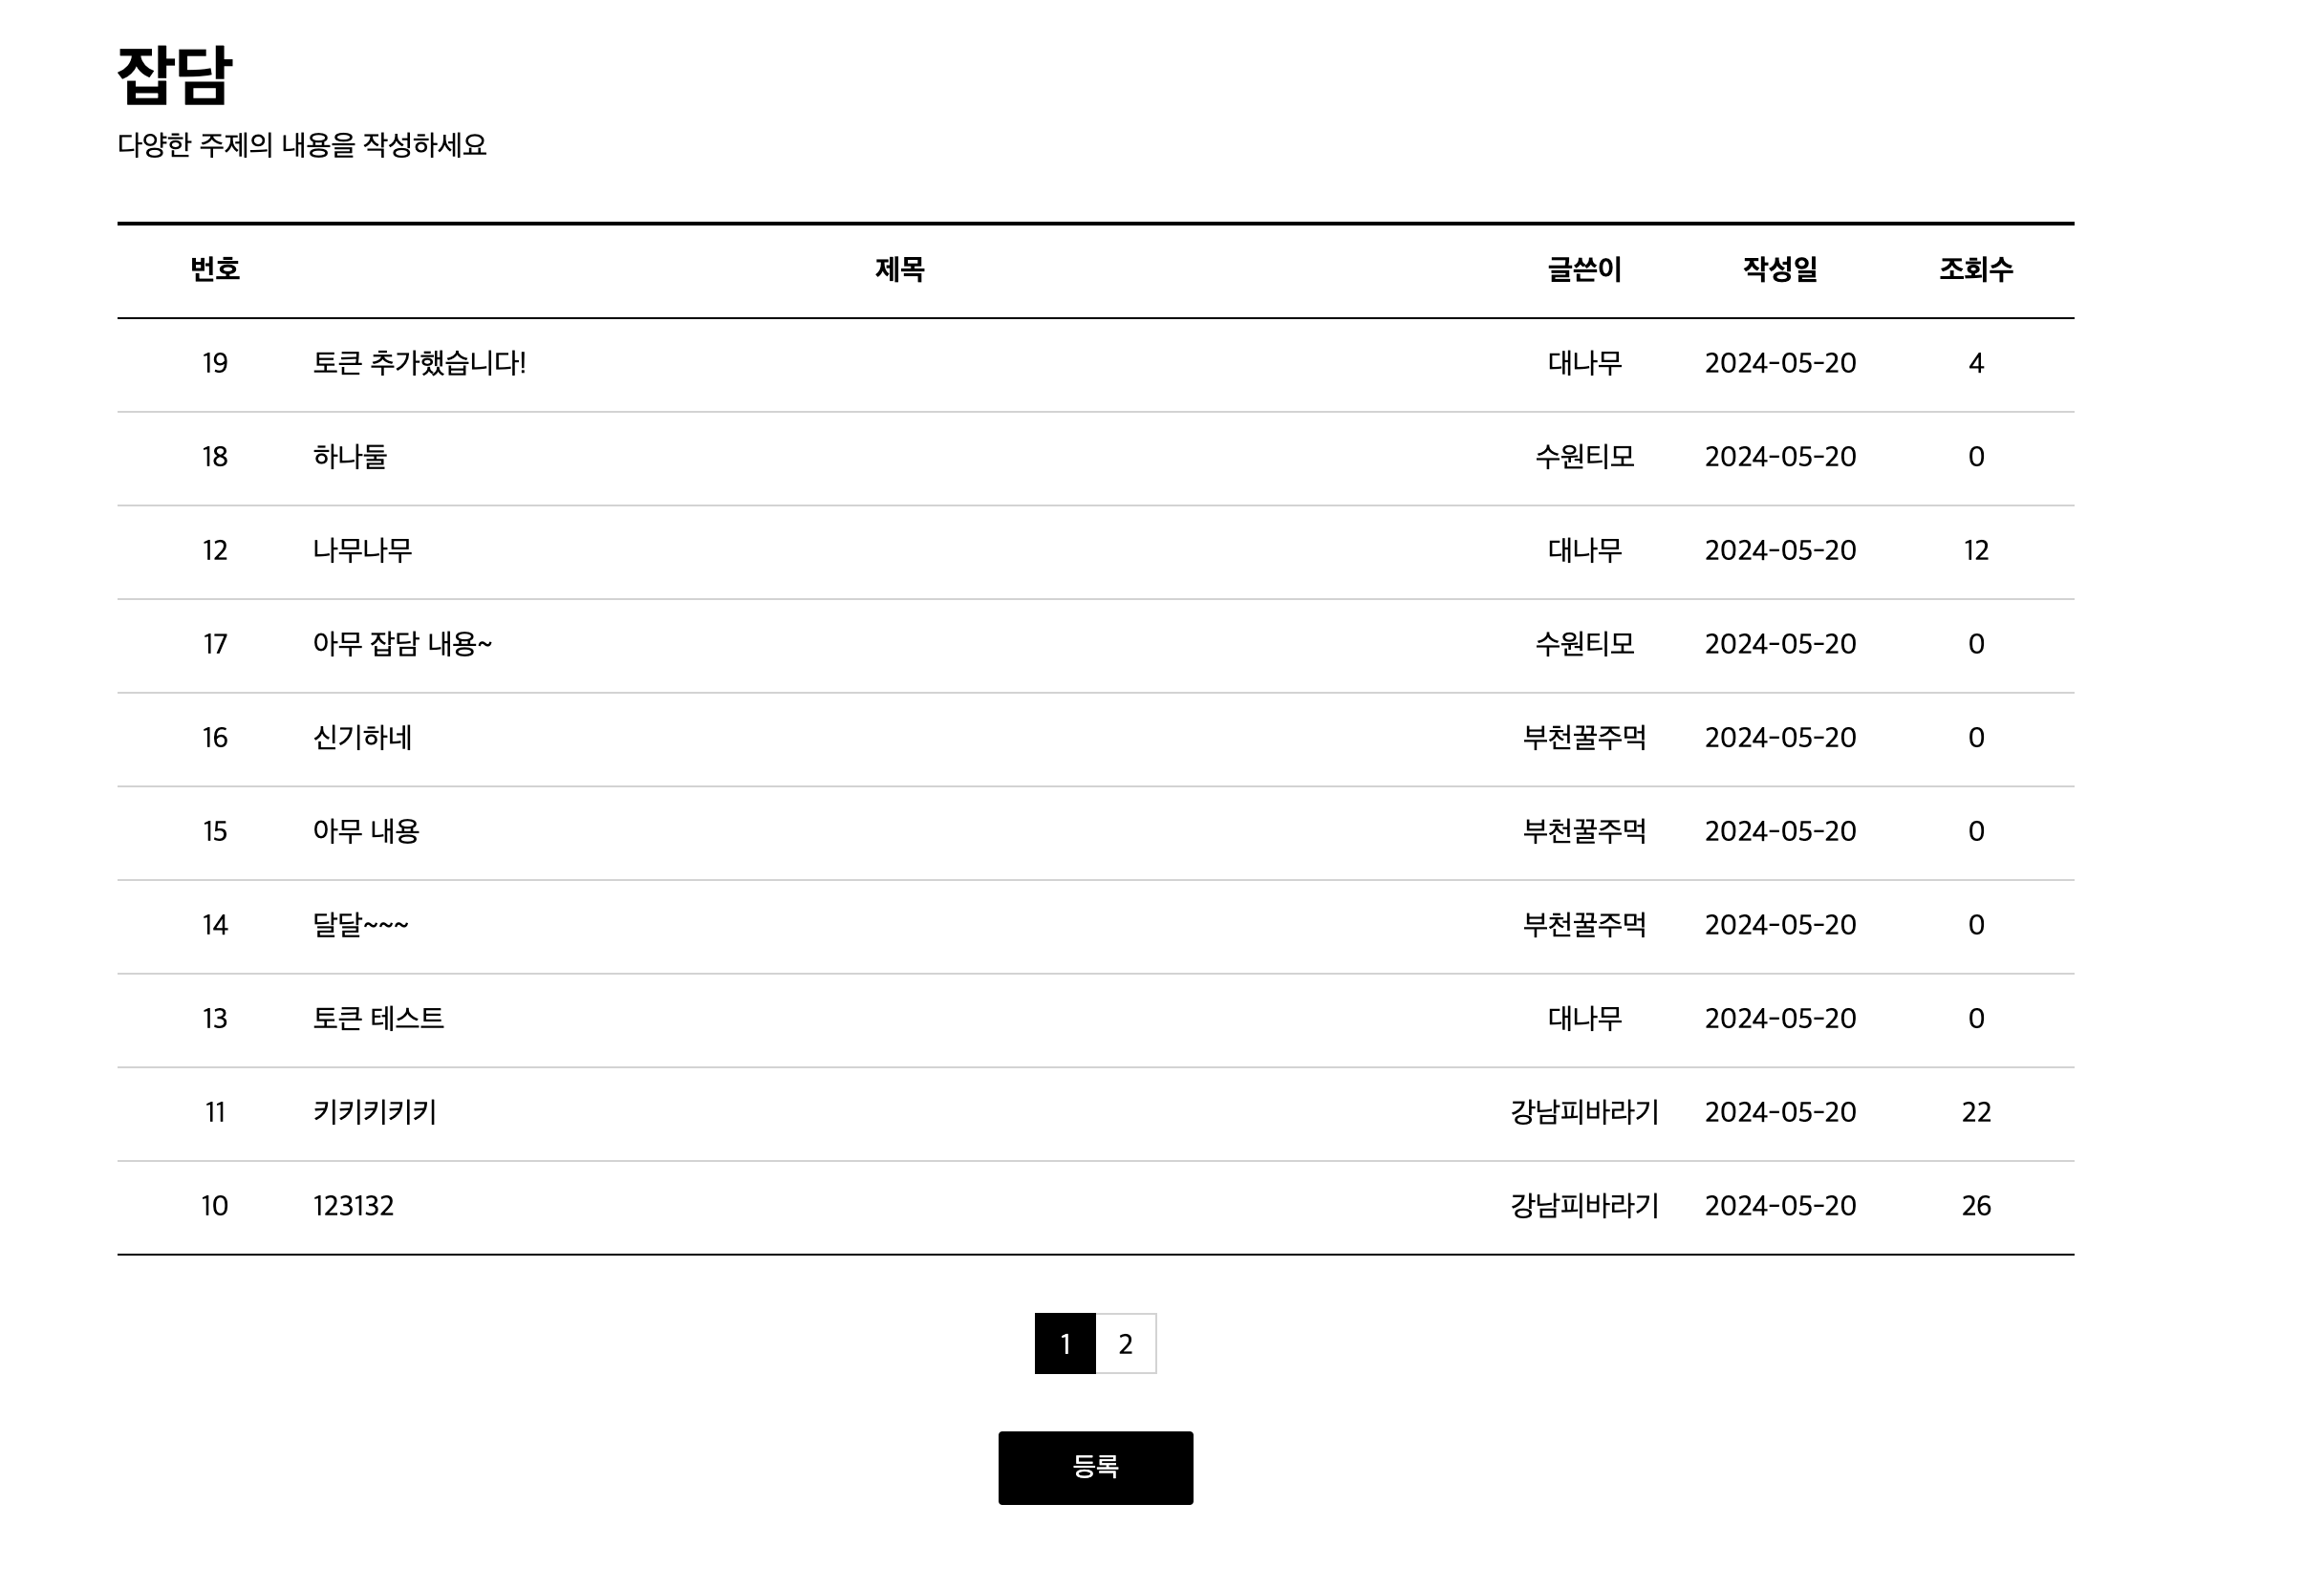 잡담
다양한 주제의 내용을 작성하세요
번호 제목 글쓴이 작성일 조회수
19 토큰 추가했습니다! 대나무 2024-05-20 4
18 하나둘 수원티모 2024-05-20 0
12 나무나무 대나무 2024-05-20 12
17 아무 잡담 내용~ 수원티모 2024-05-20 0
16 신기하네 부천꿀주먹 2024-05-20 0
15 아무 내용 부천꿀주먹 2024-05-20 0
14 달달~~~ 부천꿀주먹 2024-05-20 0
13 토큰 테스트 대나무 2024-05-20 0
11 키키키키키 강남피바라기 2024-05-20 22
10 123132 강남피바라기 2024-05-20 26
1 2
등록